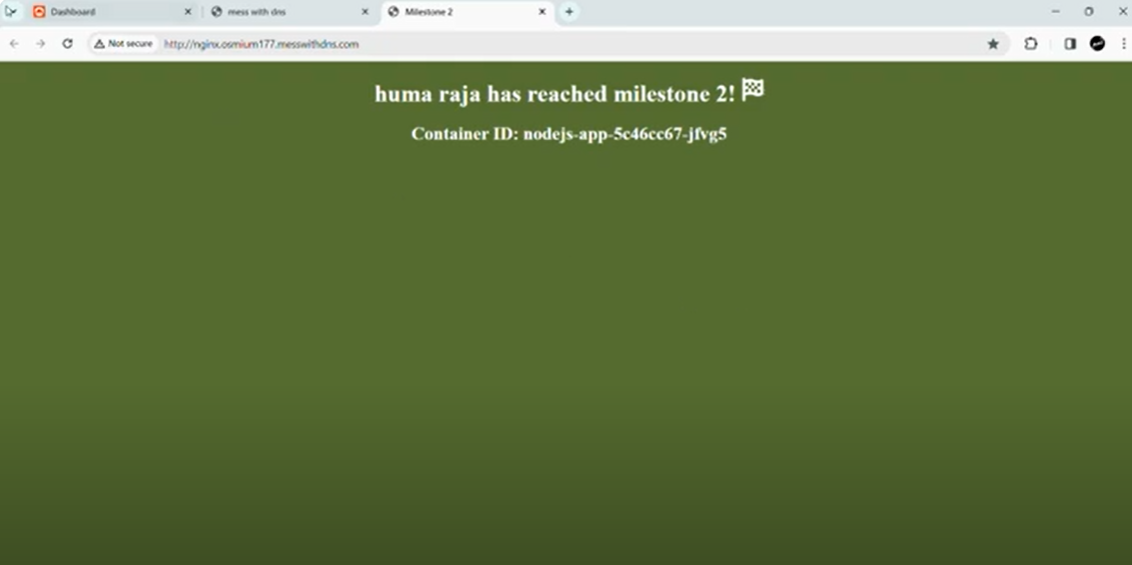 Dashboard
mess with dns
Milestone 2
Not secure
http://nginx.osmium177.messwithdns.com
huma raja has reached milestone 2!
Container ID: nodejs-app-5c46cc67-jfvg5